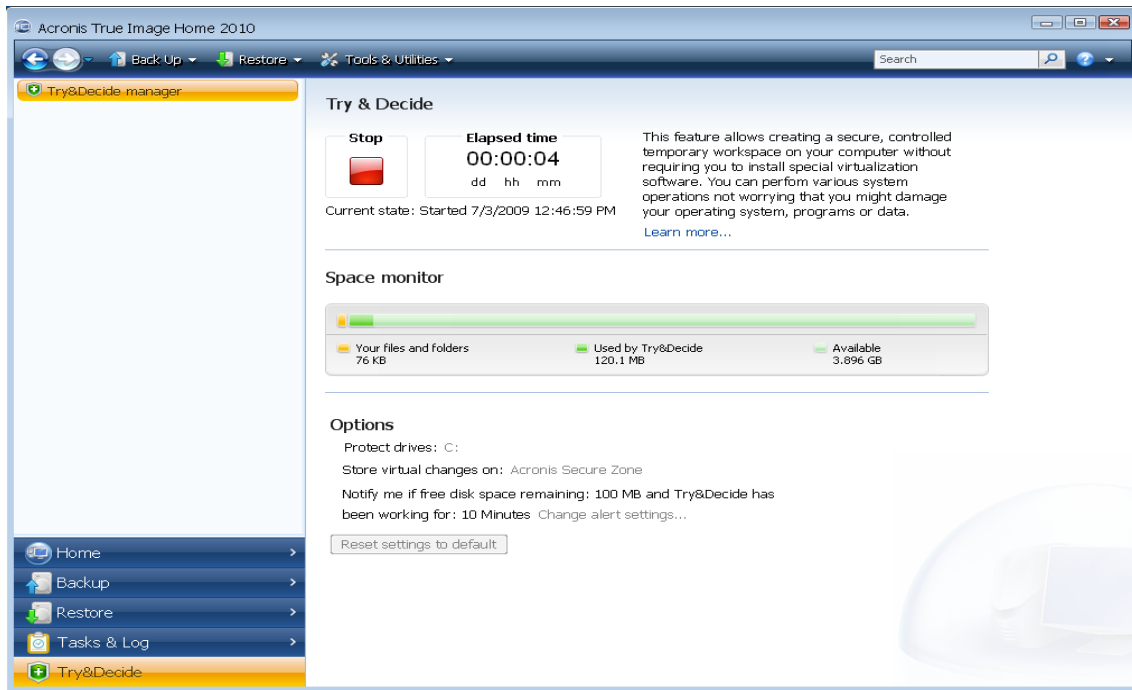 Acronis True Image Home 2010
Back Up Restore Tools & Utilities Search
Try&Decide manager
Try & Decide
Stop
Elapsed time
00:00:04
dd hh mm
Current state: Started 7/3/2009 12:46:59 PM
This feature allows creating a secure, controlled
temporary workspace on your computer without
requiring you to install special virtualization
software. You can perfom various system
operations not worrying that you might damage
your operating system, programs or data.
Learn more...
Space monitor
Your files and folders
76 KB
Used by Try&Decide
120.1 MB
Available
3.896 GB
Options
Protect drives: C:
Store virtual changes on: Acronis Secure Zone
Notify me if free disk space remaining: 100 MB and Try&Decide has
been working for: 10 Minutes Change alert settings...
Reset settings to default
Home
Backup
Restore
Tasks & Log
Try&Decide